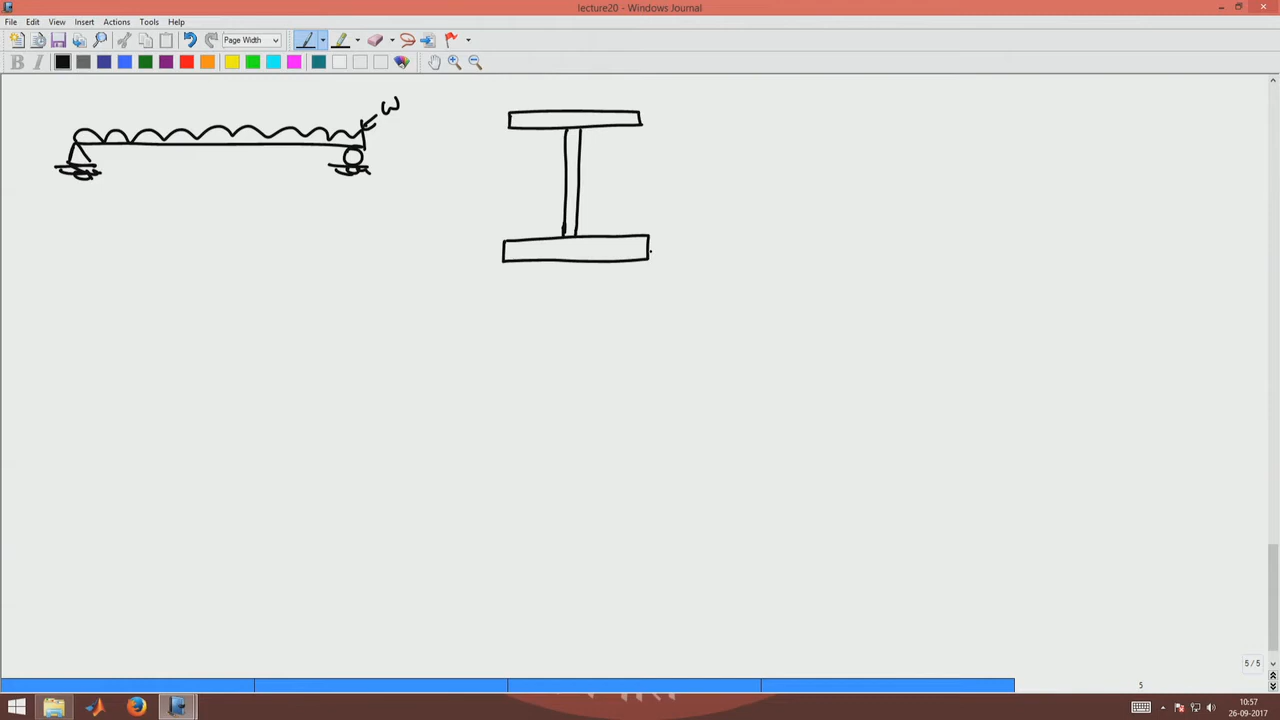 lecture20 - Windows Journal
File Edit View Insert Actions Tools Help
Page Width
B I
w
5 / 5
5
10:57
26-09-2017